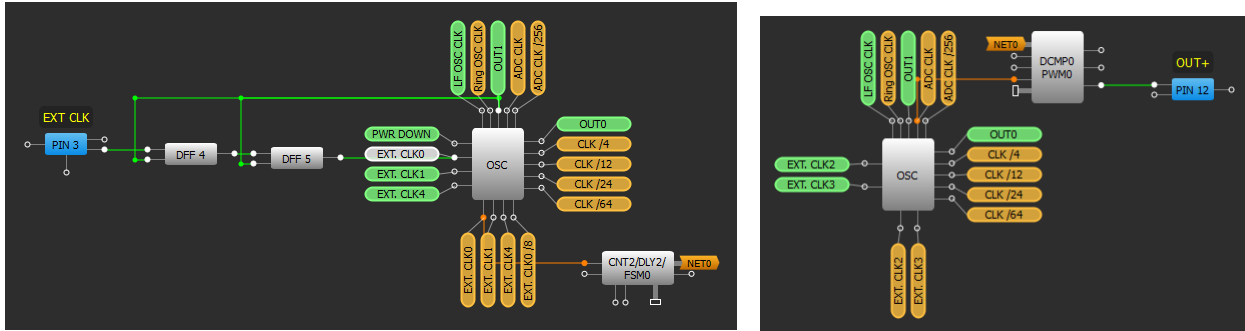 EXT CLK
PIN 3
DFF 4
DFF 5
LF OSC CLK
Ring OSC CLK
OUT1
ADC CLK
ADC CLK /256
PWR DOWN
EXT. CLK0
EXT. CLK1
EXT. CLK4
OSC
OUT0
CLK /4
CLK /12
CLK /24
CLK /64
EXT. CLK0
EXT. CLK1
EXT. CLK4
EXT. CLK0 /8
CNT2/DLY2/
FSM0
NET0
LF OSC CLK
Ring OSC CLK
OUT1
ADC CLK
ADC CLK /256
NET0
DCMP0
PWM0
OUT+
PIN 12
EXT. CLK2
EXT. CLK3
OSC
OUT0
CLK /4
CLK /12
CLK /24
CLK /64
EXT. CLK2
EXT. CLK3